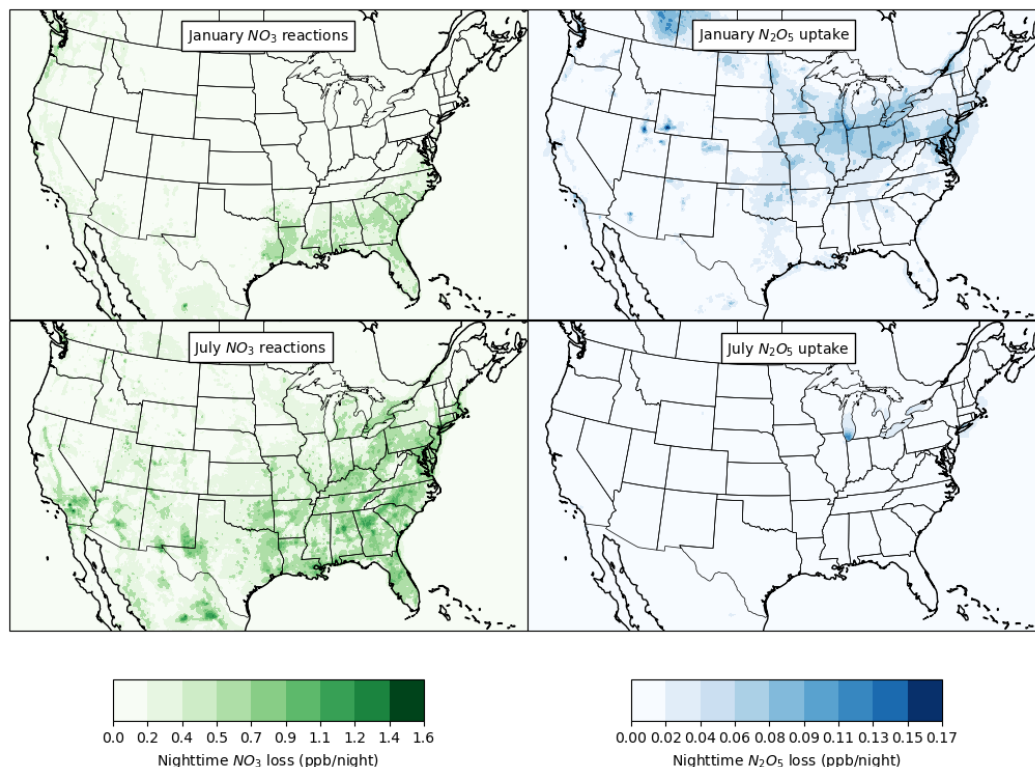 January NO₃ reactions
January N₂O₅ uptake
July NO₃ reactions
July N₂O₅ uptake
0.0 0.2 0.4 0.5 0.7 0.9 1.1 1.2 1.4 1.6
0.00 0.02 0.04 0.06 0.08 0.09 0.11 0.13 0.15 0.17
Nighttime NO₃ loss (ppb/night)
Nighttime N₂O₅ loss (ppb/night)